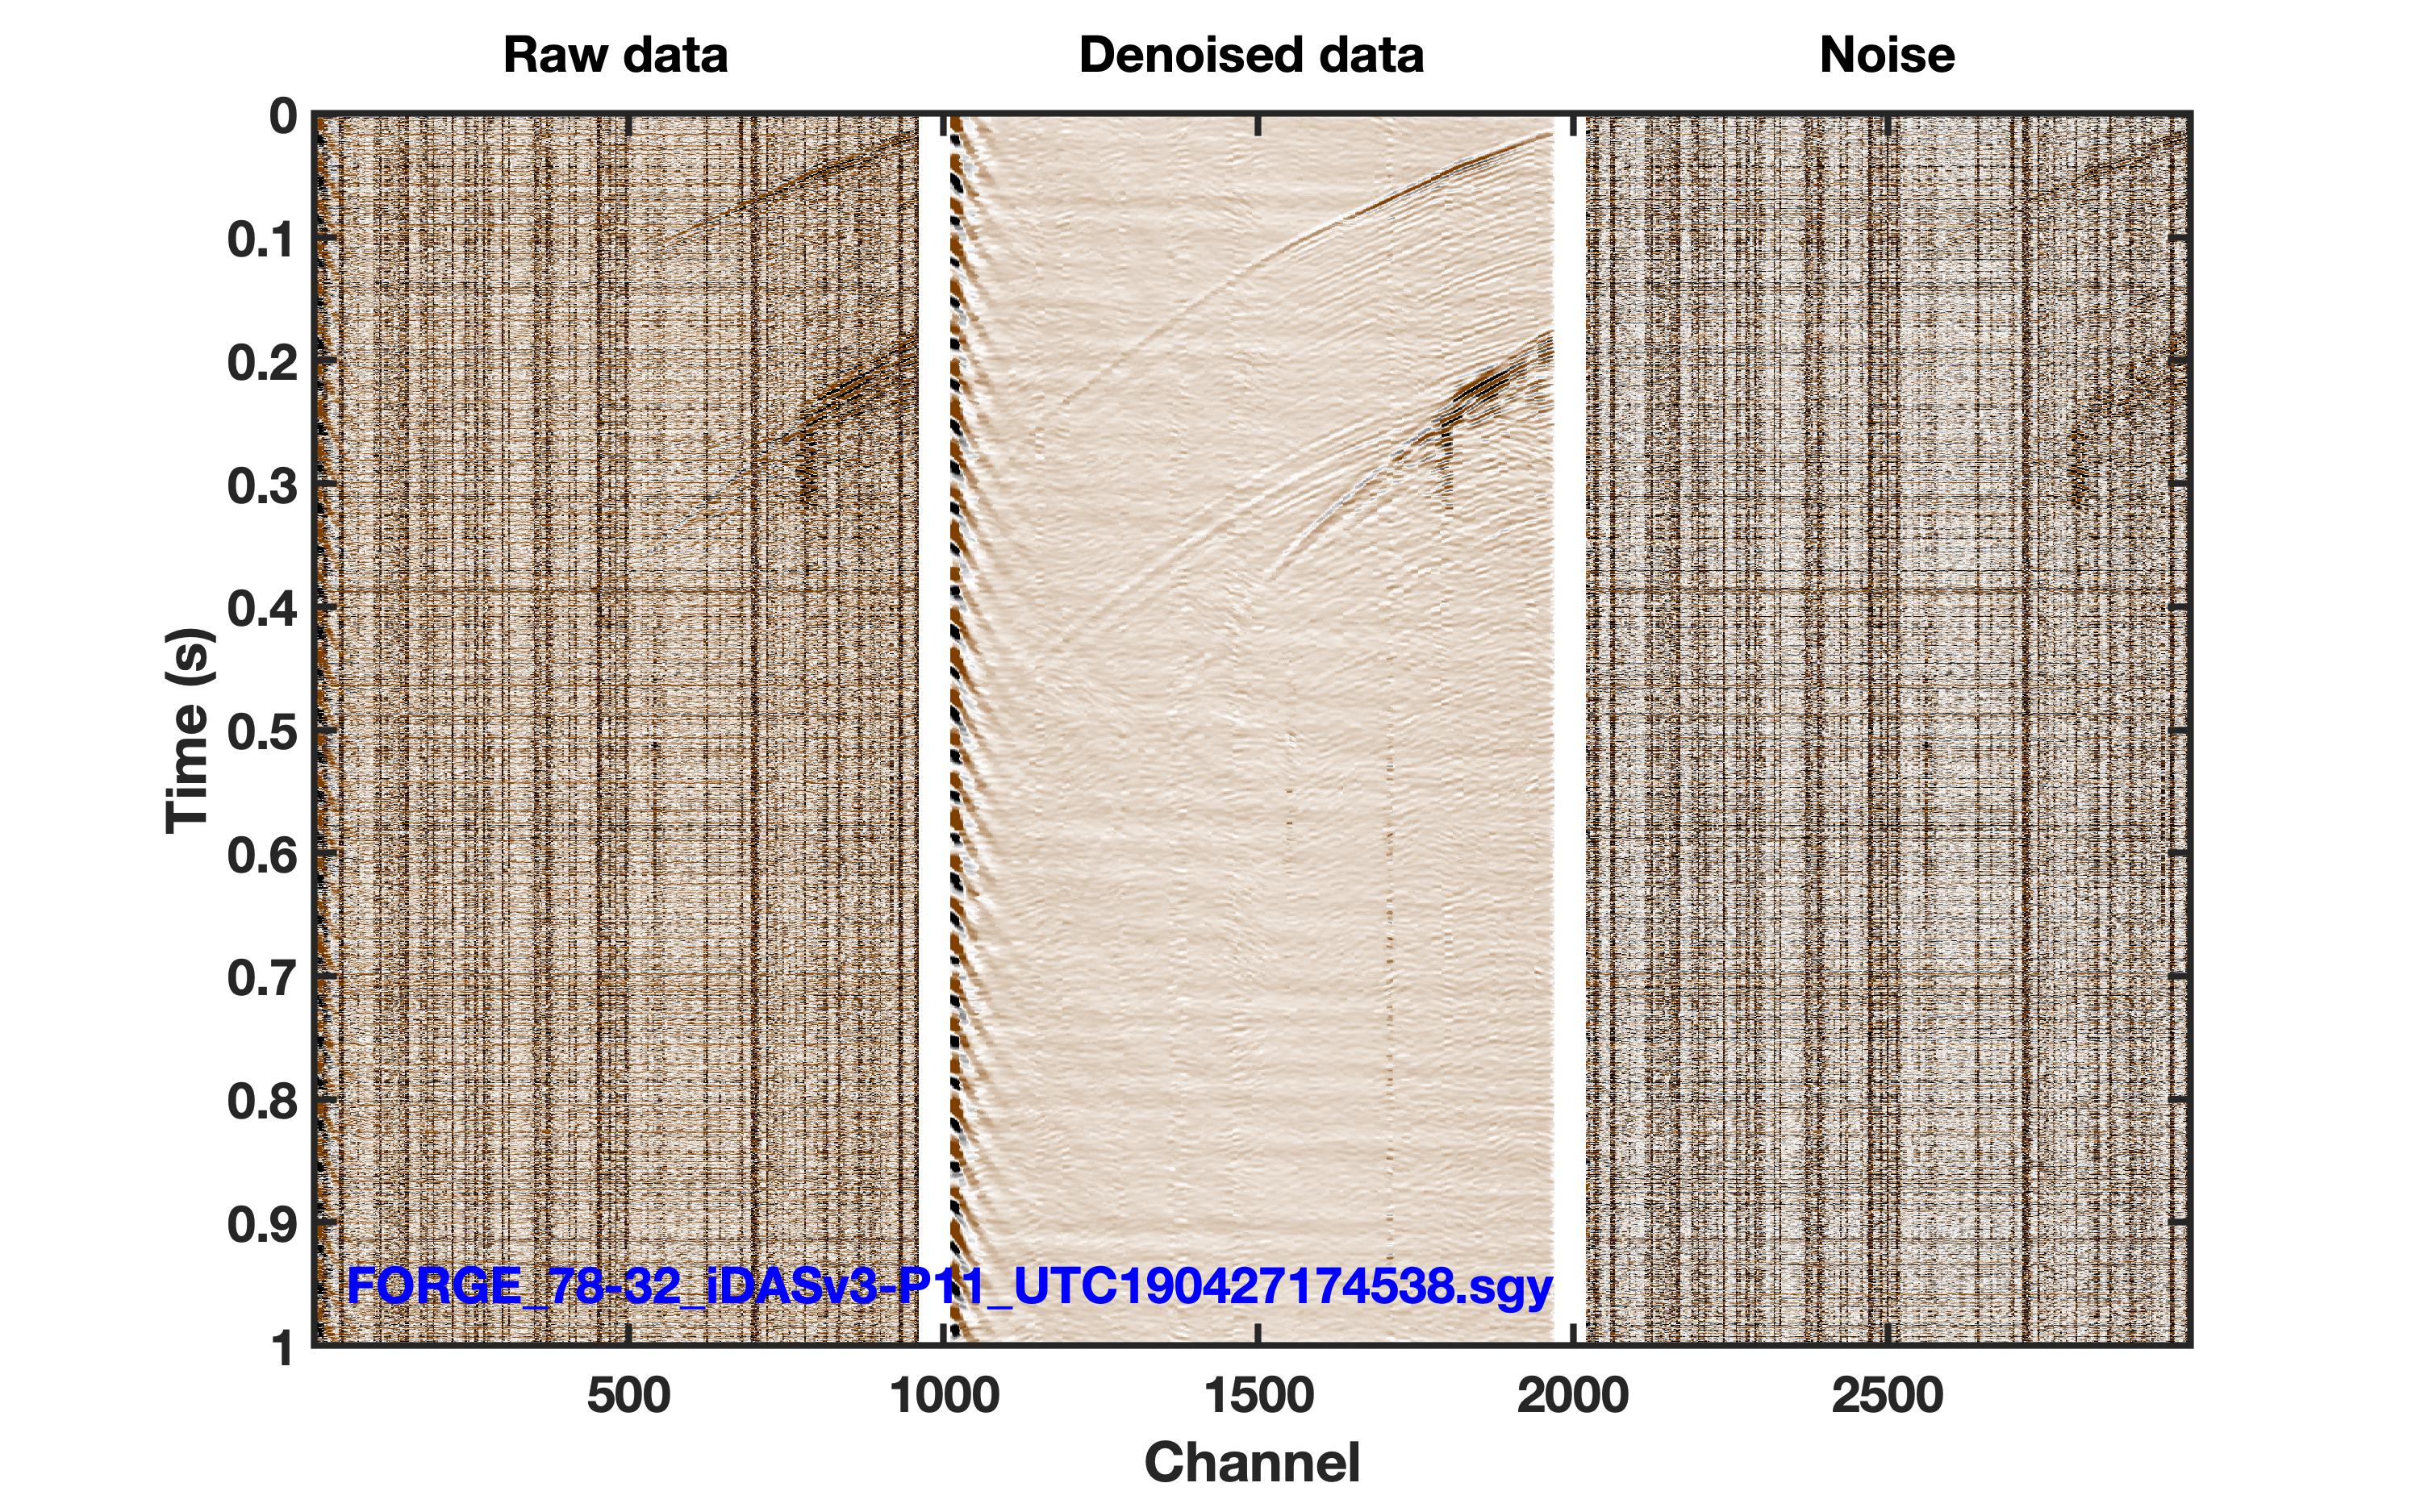 Raw data
Denoised data
Noise
0
0.1
0.2
0.3
0.4
0.5
0.6
0.7
0.8
0.9
1
Time (s)
FORGE_78-32_iDASv3-P11_UTC190427174538.sgy
500
1000
1500
2000
2500
Channel